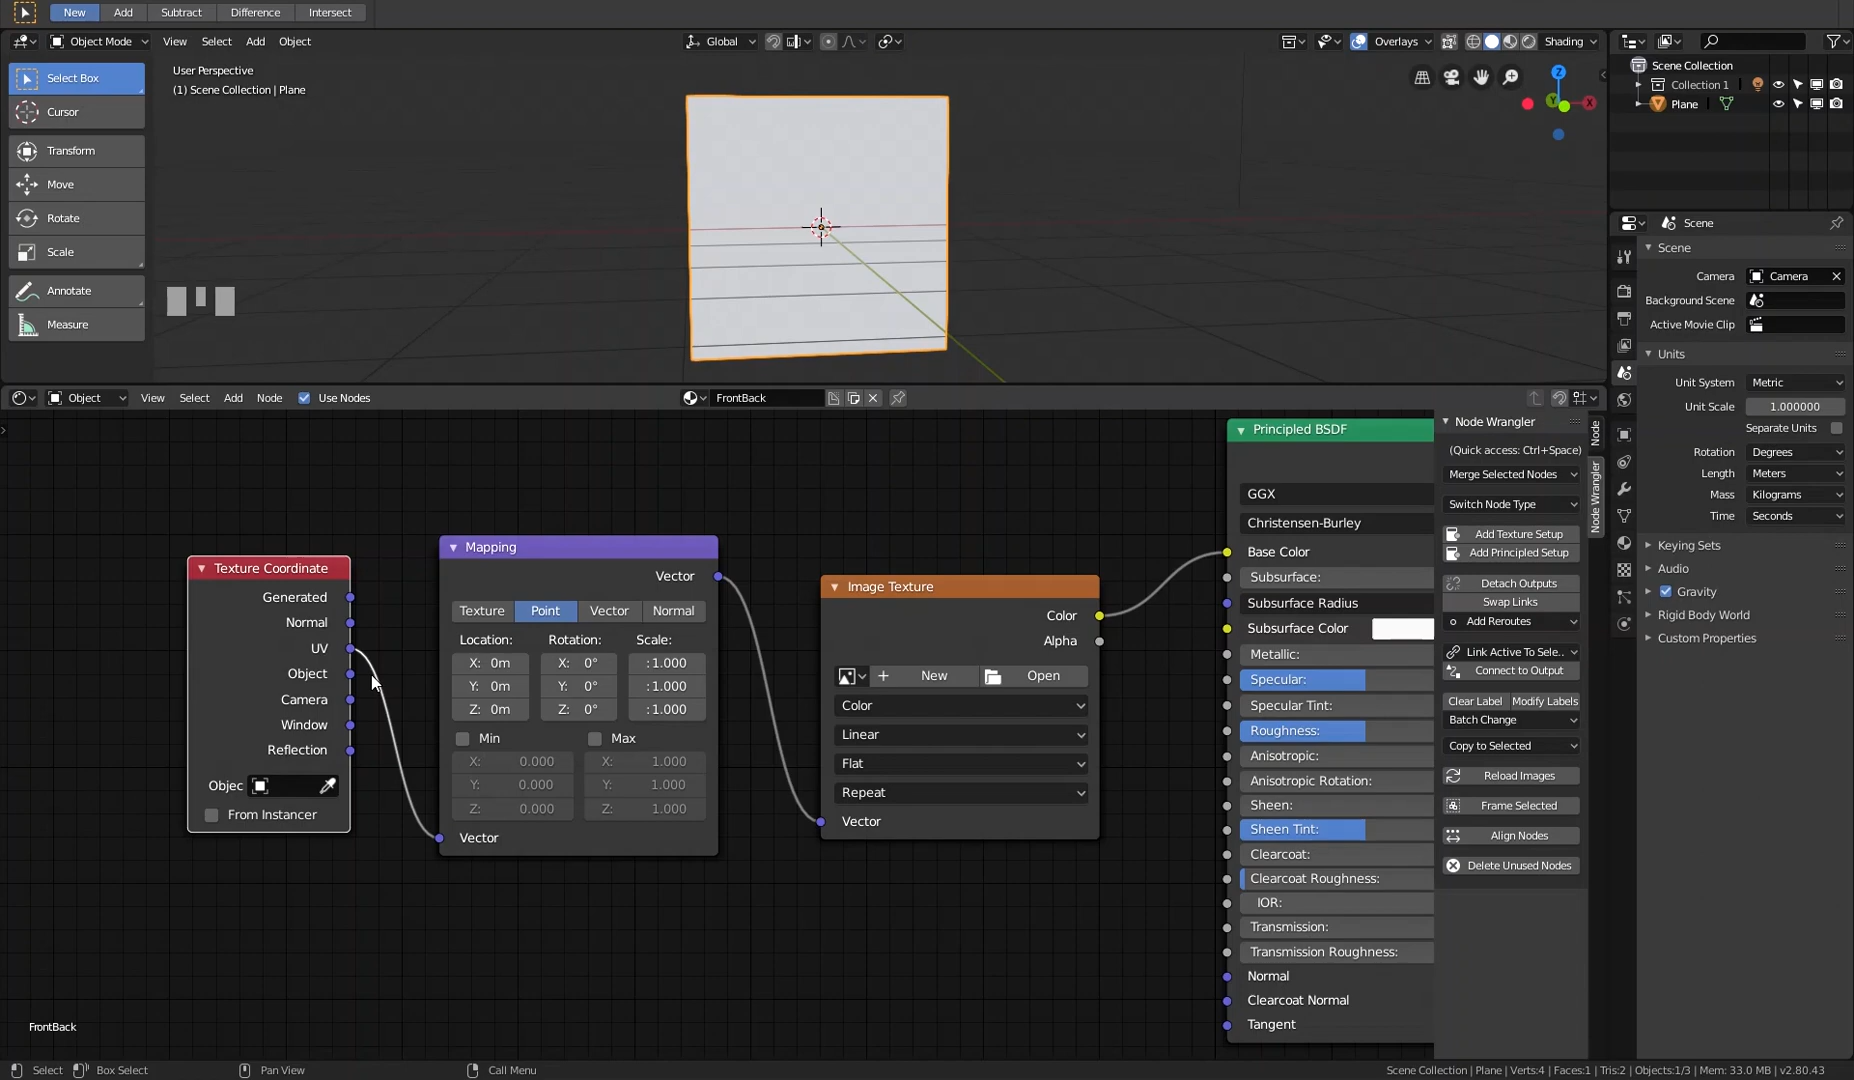 New Add Subtract Difference Intersect
Object Mode View Select Add Object Global Overlays Shading
Select Box
Cursor
Transform
Move
Rotate
Scale
Annotate
Measure
User Perspective
(1) Scene Collection | Plane
Z
Y
X
Scene Collection
Collection 1
Plane
Scene
Scene
Camera Camera
Background Scene
Active Movie Clip
Units
Unit System Metric
Unit Scale 1.000000
Separate Units
Rotation Degrees
Length Meters
Mass Kilograms
Time Seconds
Keying Sets
Audio
Gravity
Rigid Body World
Custom Properties
Object View Select Add Node Use Nodes FrontBack
Texture Coordinate
Generated
Normal
UV
Object
Camera
Window
Reflection
Objec
From Instancer
Mapping
Vector
Texture Point Vector Normal
Location: Rotation: Scale:
X: 0m X: 0° :1.000
Y: 0m Y: 0° :1.000
Z: 0m Z: 0° :1.000
Min Max
X: 0.000 X: 1.000
Y: 0.000 Y: 1.000
Z: 0.000 Z: 1.000
Vector
Image Texture
Color
Alpha
New Open
Color
Linear
Flat
Repeat
Vector
Principled BSDF
GGX
Christensen-Burley
Base Color
Subsurface:
Subsurface Radius
Subsurface Color
Metallic:
Specular:
Specular Tint:
Roughness:
Anisotropic:
Anisotropic Rotation:
Sheen:
Sheen Tint:
Clearcoat:
Clearcoat Roughness:
IOR:
Transmission:
Transmission Roughness:
Normal
Clearcoat Normal
Tangent
Node Wrangler
(Quick access: Ctrl+Space)
Merge Selected Nodes
Switch Node Type
Add Texture Setup
Add Principled Setup
Detach Outputs
Swap Links
Add Reroutes
Link Active To Sele..
Connect to Output
Clear Label Modify Labels
Batch Change
Copy to Selected
Reload Images
Frame Selected
Align Nodes
Delete Unused Nodes
Node
Node Wrangler
FrontBack
Select Box Select Pan View Call Menu Scene Collection | Plane | Verts:4 | Faces:1 | Tris:2 | Objects:1/3 | Mem: 33.0 MB | v2.80.43